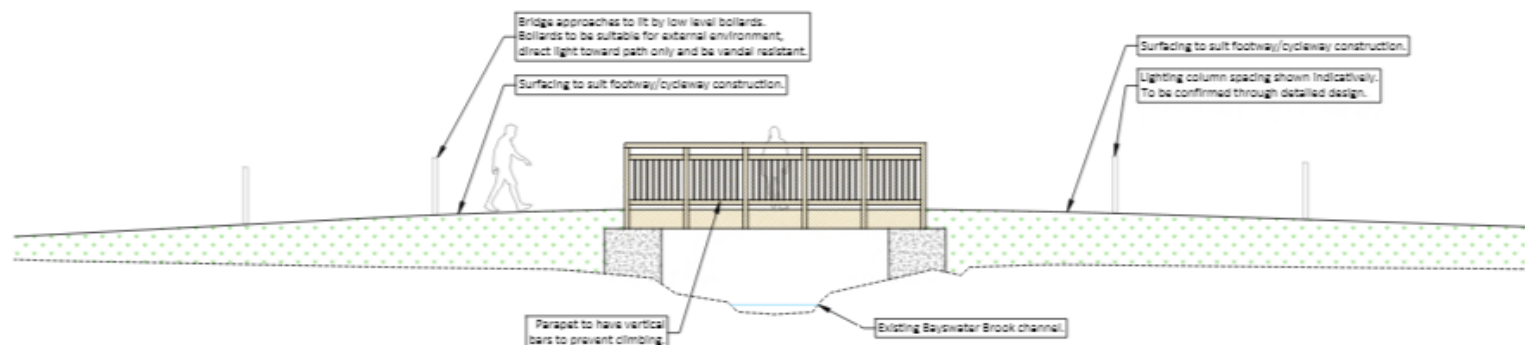 Bridge approaches to lit by low level bollards.
Bollards to be suitable for external environment,
direct light toward path only and be vandal resistant.
Surfacing to suit footway/cycleway construction.
Surfacing to suit footway/cycleway construction.
Lighting column spacing shown indicatively.
To be confirmed through detailed design.
Parapet to have vertical
bars to prevent climbing.
Existing Bayswater Brook channel.